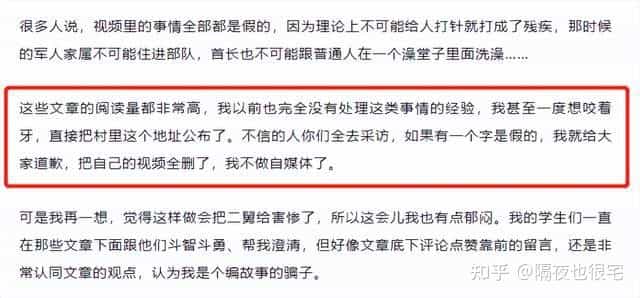 很多人说，视频里的事情全部都是假的，因为理论上不可能给人打针就打成了残疾，那时候
的军人家属不可能住进部队，首长也不可能跟普通人在一个澡堂子里面洗澡……
这些文章的阅读量都非常高，我以前也完全没有处理这类事情的经验，我甚至一度想咬着
牙，直接把村里这个地址公布了。不信的人你们全去采访，如果有一个字是假的，我就给大
家道歉，把自己的视频全删了，我不做自媒体了。
可是我再一想，觉得这样做会把二舅给害惨了，所以这会儿我也有点郁闷。我的学生们一直
在那些文章下面跟他们斗智斗勇、帮我澄清，但好像文章底下评论点赞靠前的留言，还是非
常认同文章的观点，认为我是个编故事的骗子。
知乎 @隔夜也很宅